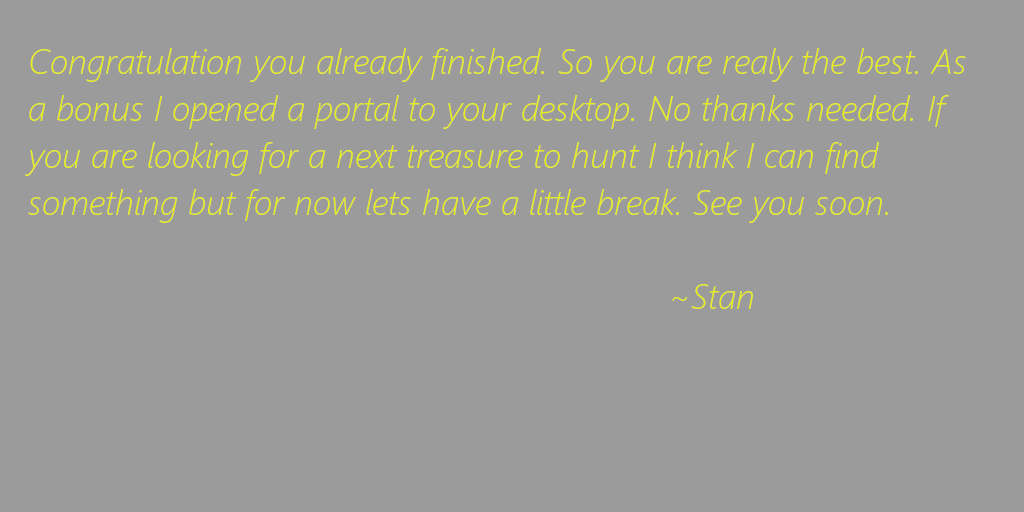 Congratulation you already finished. So you are realy the best. As
a bonus I opened a portal to your desktop. No thanks needed. If
you are looking for a next treasure to hunt I think I can find
something but for now lets have a little break. See you soon.
~Stan